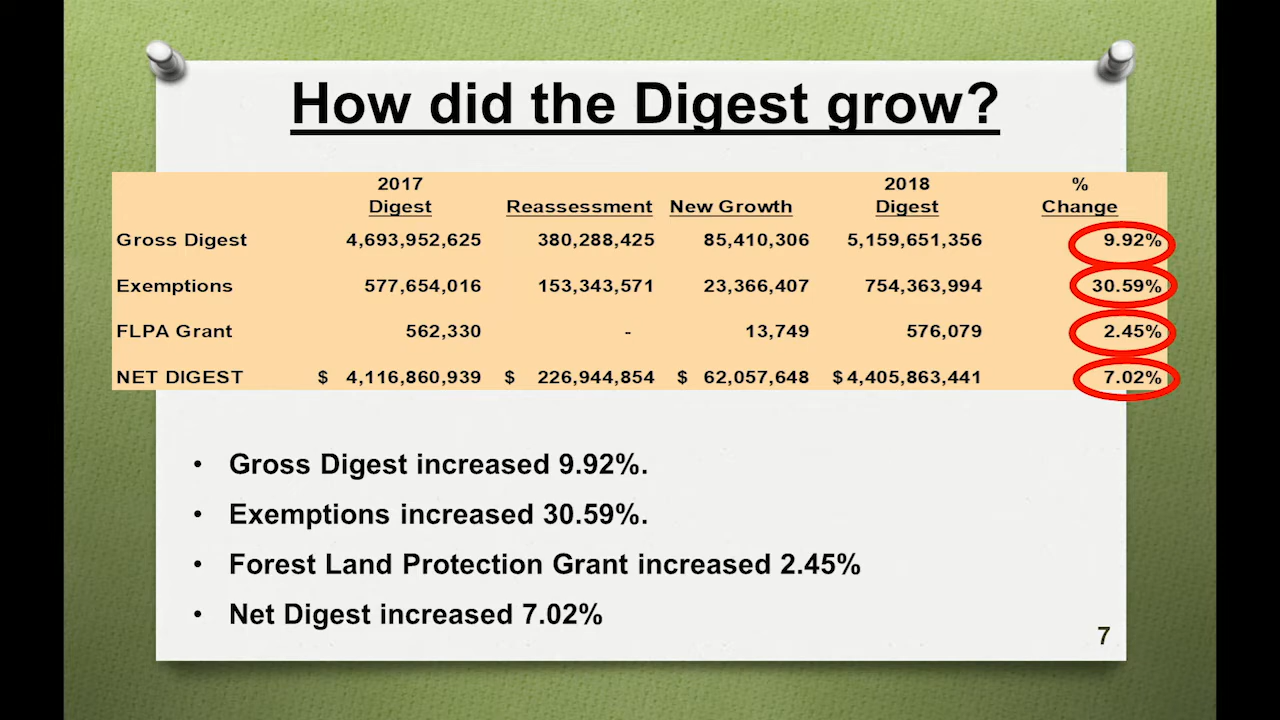 How did the Digest grow?
2017 2018 %
Digest Reassessment New Growth Digest Change
Gross Digest 4,693,952,625 380,288,425 85,410,306 5,159,651,356 9.92%
Exemptions 577,654,016 153,343,571 23,366,407 754,363,994 30.59%
FLPA Grant 562,330 - 13,749 576,079 2.45%
NET DIGEST $ 4,116,860,939 $ 226,944,854 $ 62,057,648 $ 4,405,863,441 7.02%
• Gross Digest increased 9.92%.
• Exemptions increased 30.59%.
• Forest Land Protection Grant increased 2.45%
• Net Digest increased 7.02%
7